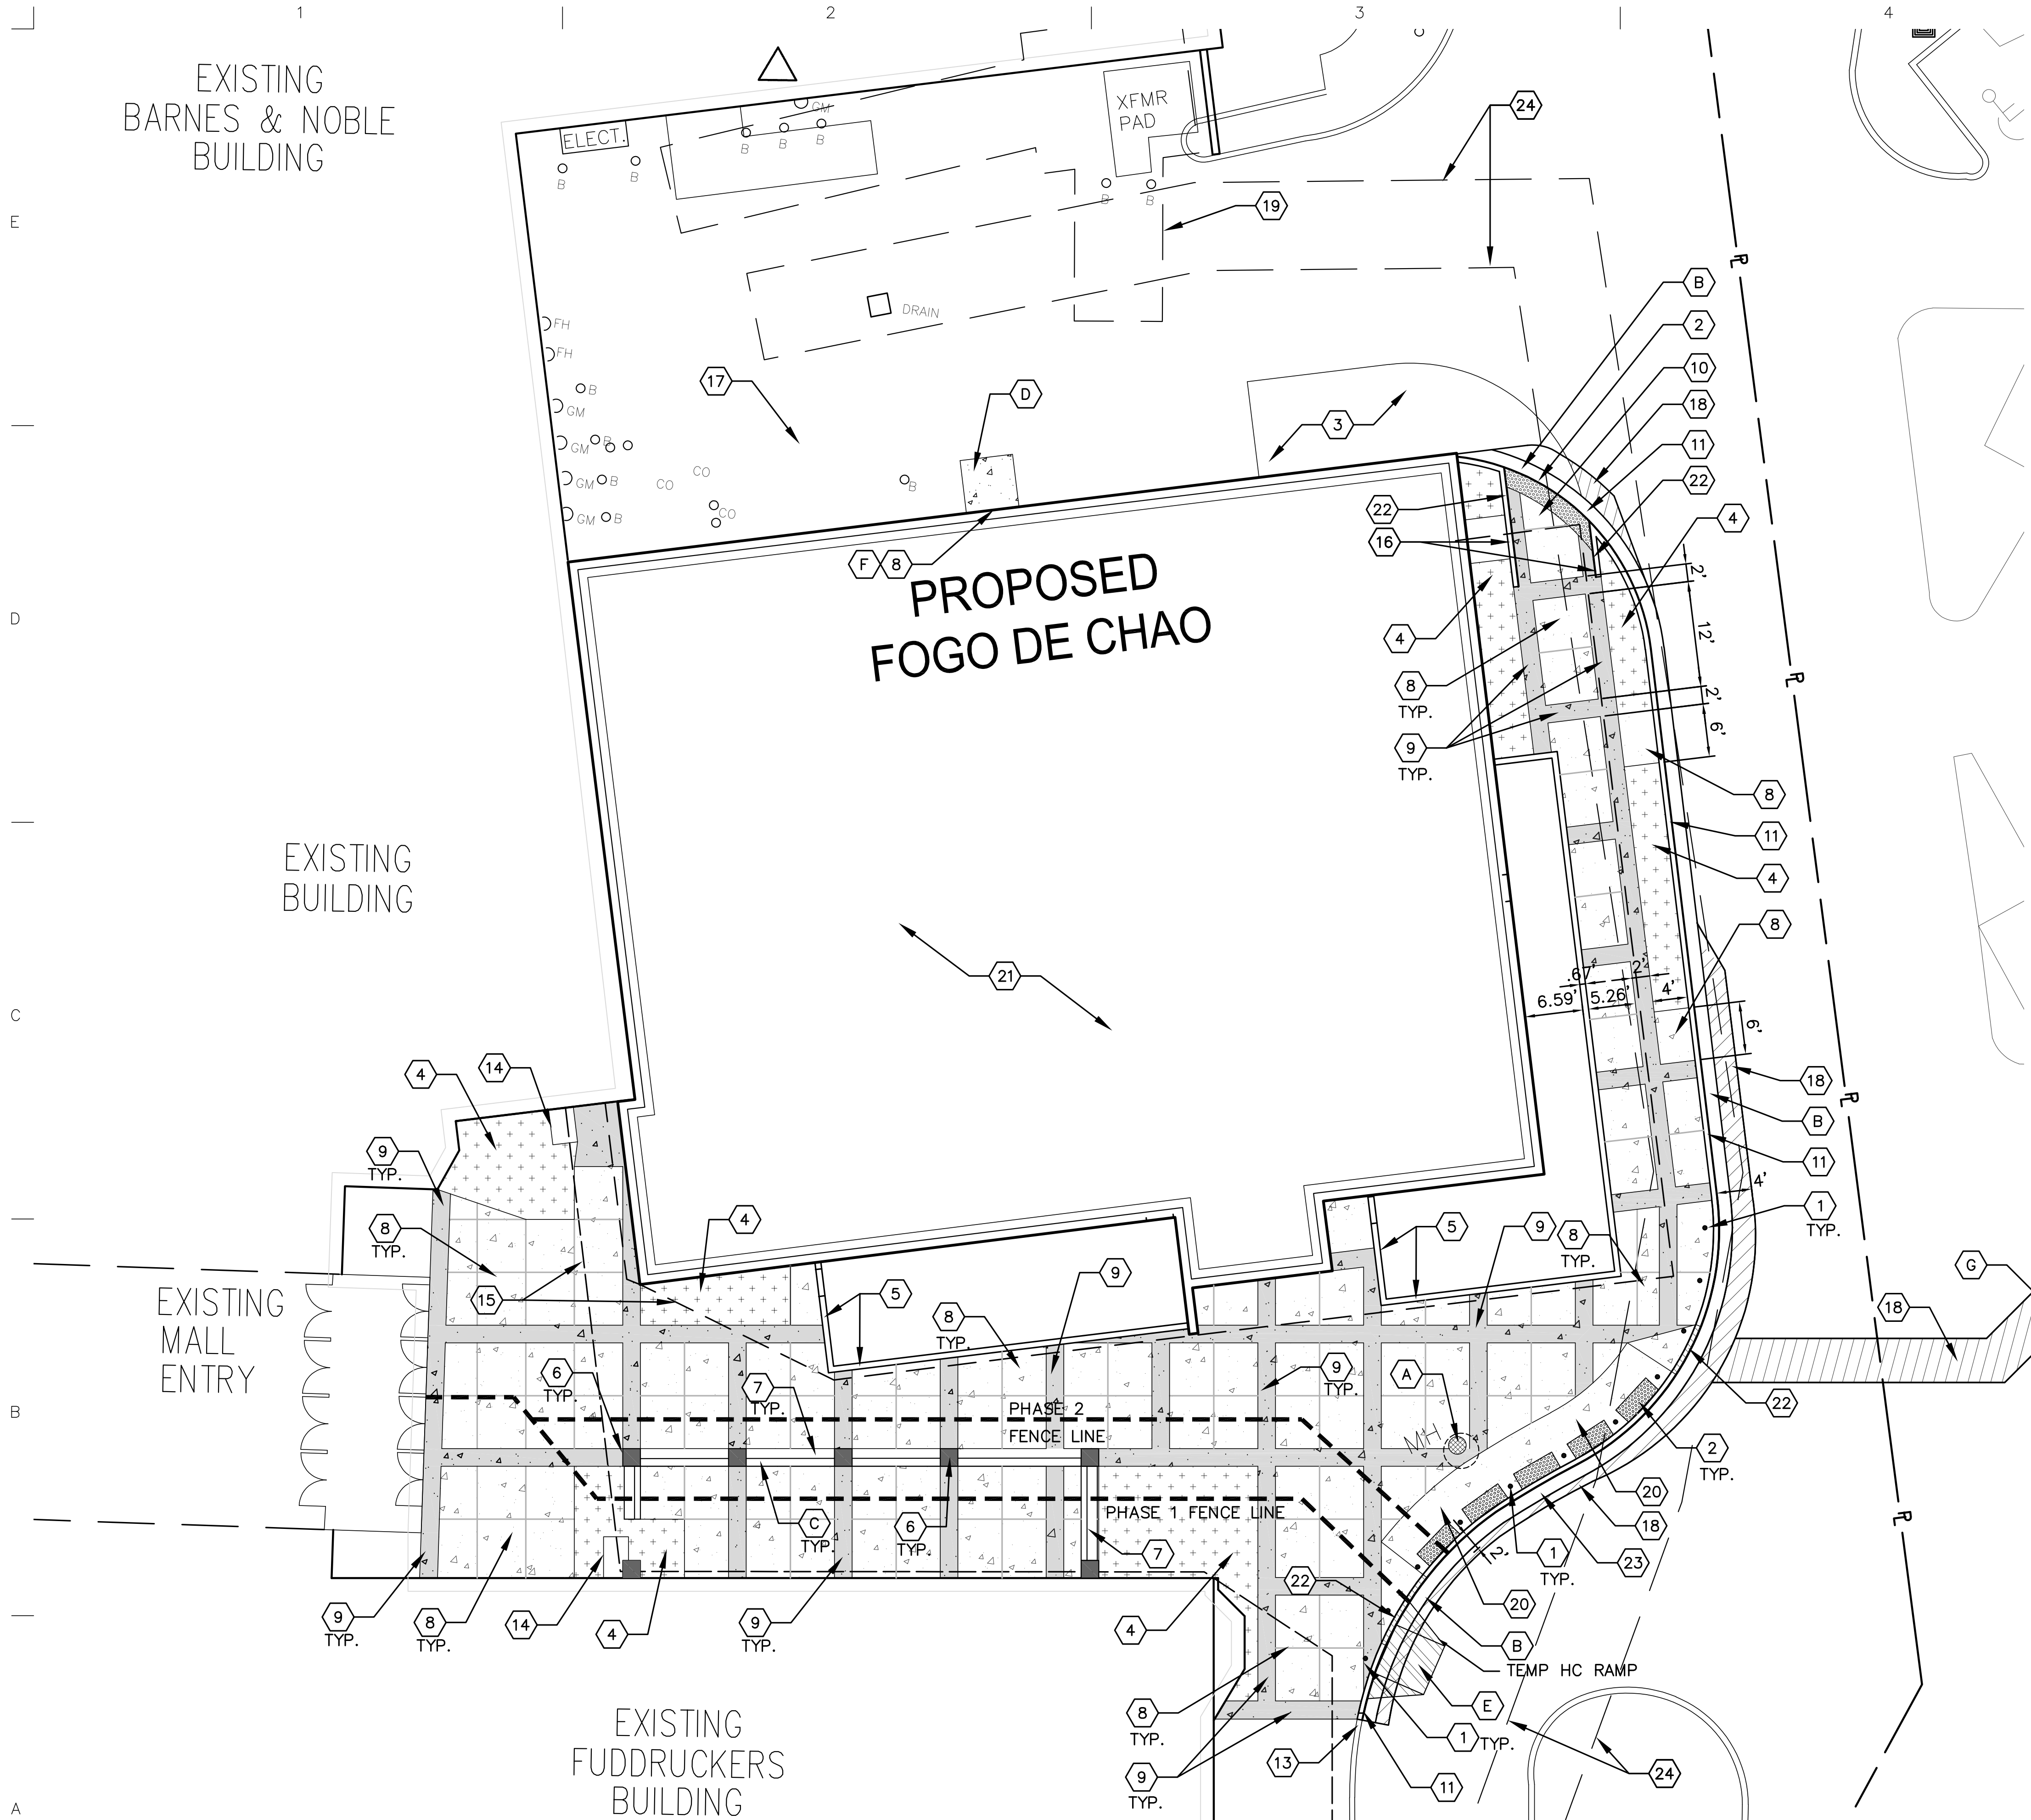 1
2
3
4
EXISTING
BARNES & NOBLE
BUILDING
ELECT.
GM
B
B
B
B
B
XFMR
PAD
B
B
24
E
19
℄
B
2
10
18
11
22
DRAIN
FH
FH
B
GM
17
D
3
GM
B
GM
B
CO
CO
CO
B
GM
B
22
16
4
F
8
PROPOSED
FOGO DE CHAO
2'
12'
2'
6'
D
4
8
TYP.
9
TYP.
8
11
4
8
EXISTING
BUILDING
21
.67'
2'
6.59'
5.26'
4'
6'
C
18
B
11
4'
1
TYP.
4
14
9
TYP.
8
TYP.
4
5
9
8
TYP.
G
15
5
9
8
TYP.
18
EXISTING
MALL
ENTRY
6
TYP.
7
TYP.
9
TYP.
A
22
B
PHASE 2
FENCE LINE
MH.
2
TYP.
20
PHASE 1 FENCE LINE
18
C
TYP.
6
TYP.
7
12'
1
TYP.
23
22
20
9
TYP.
8
TYP.
14
4
9
TYP.
4
B
TEMP HC RAMP
E
8
TYP.
1
TYP.
13
24
9
TYP.
11
EXISTING
FUDDRUCKERS
BUILDING
A